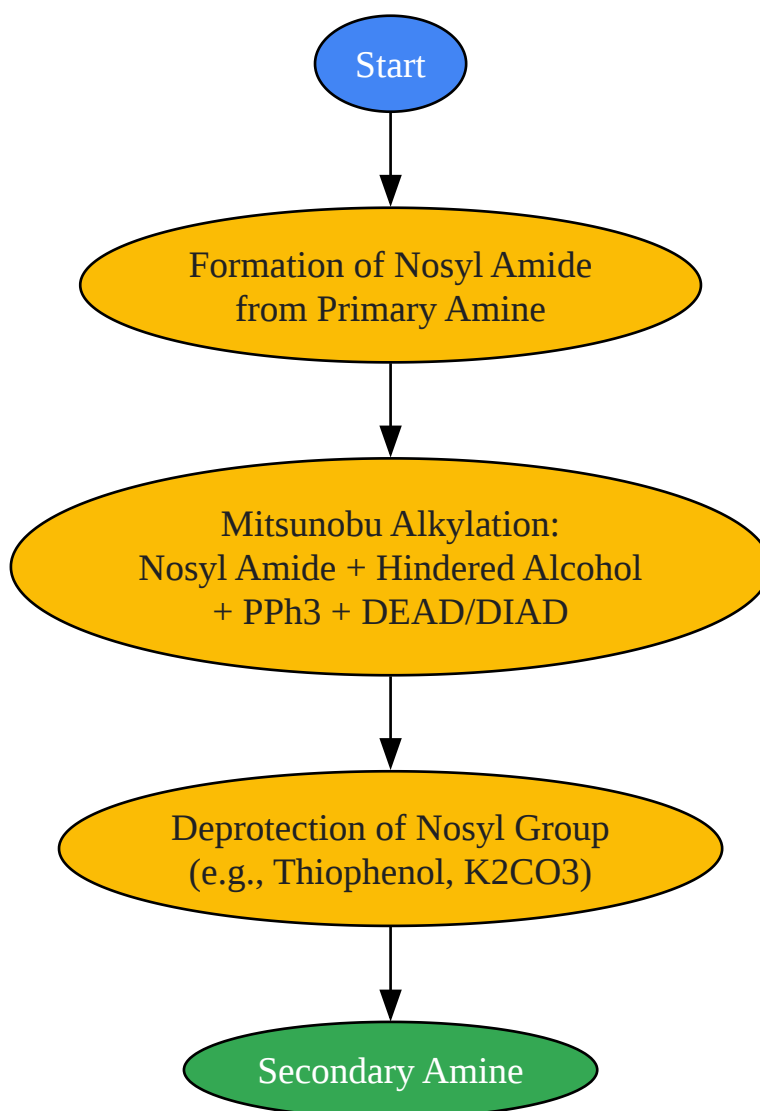 Start
Formation of Nosyl Amide
from Primary Amine
Mitsunobu Alkylation:
Nosyl Amide + Hindered Alcohol
+ PPh3 + DEAD/DIAD
Deprotection of Nosyl Group
(e.g., Thiophenol, K2CO3)
Secondary Amine